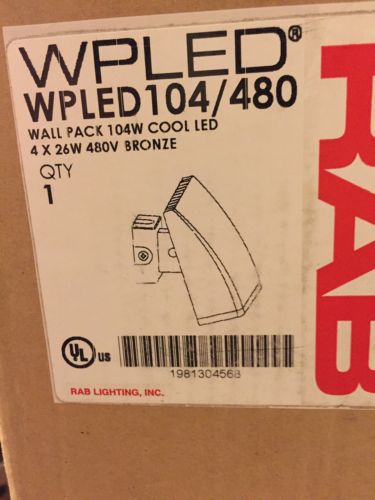 WPLED®
WPLED104/480
WALL PACK 104W COOL LED
4 X 26W 480V BRONZE
QTY
1
UL us
1981304568
RAB LIGHTING, INC.
RAB